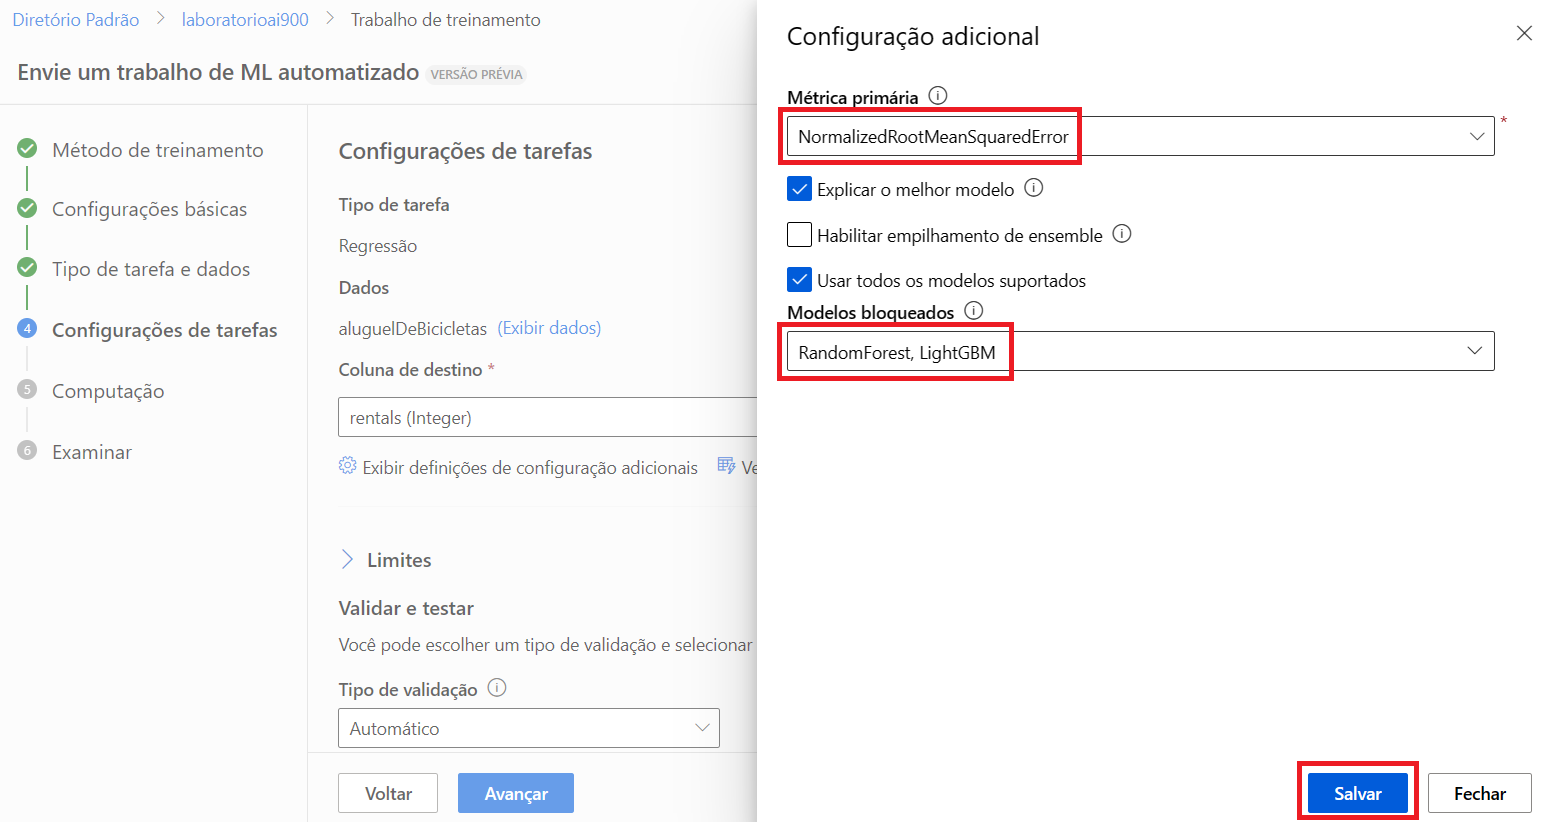 Diretório Padrão > laboratorioai900 > Trabalho de treinamento
Envie um trabalho de ML automatizado VERSÃO PRÉVIA
Método de treinamento
Configurações básicas
Tipo de tarefa e dados
4 Configurações de tarefas
5 Computação
6 Examinar
Configurações de tarefas
Tipo de tarefa
Regressão
Dados
aluguelDeBicicletas (Exibir dados)
Coluna de destino *
rentals (Integer)
Exibir definições de configuração adicionais Ve
Limites
Validar e testar
Você pode escolher um tipo de validação e selecionar
Tipo de validação
Automático
Voltar Avançar
Configuração adicional
Métrica primária
NormalizedRootMeanSquaredError *
Explicar o melhor modelo
Habilitar empilhamento de ensemble
Usar todos os modelos suportados
Modelos bloqueados
RandomForest, LightGBM
Salvar Fechar